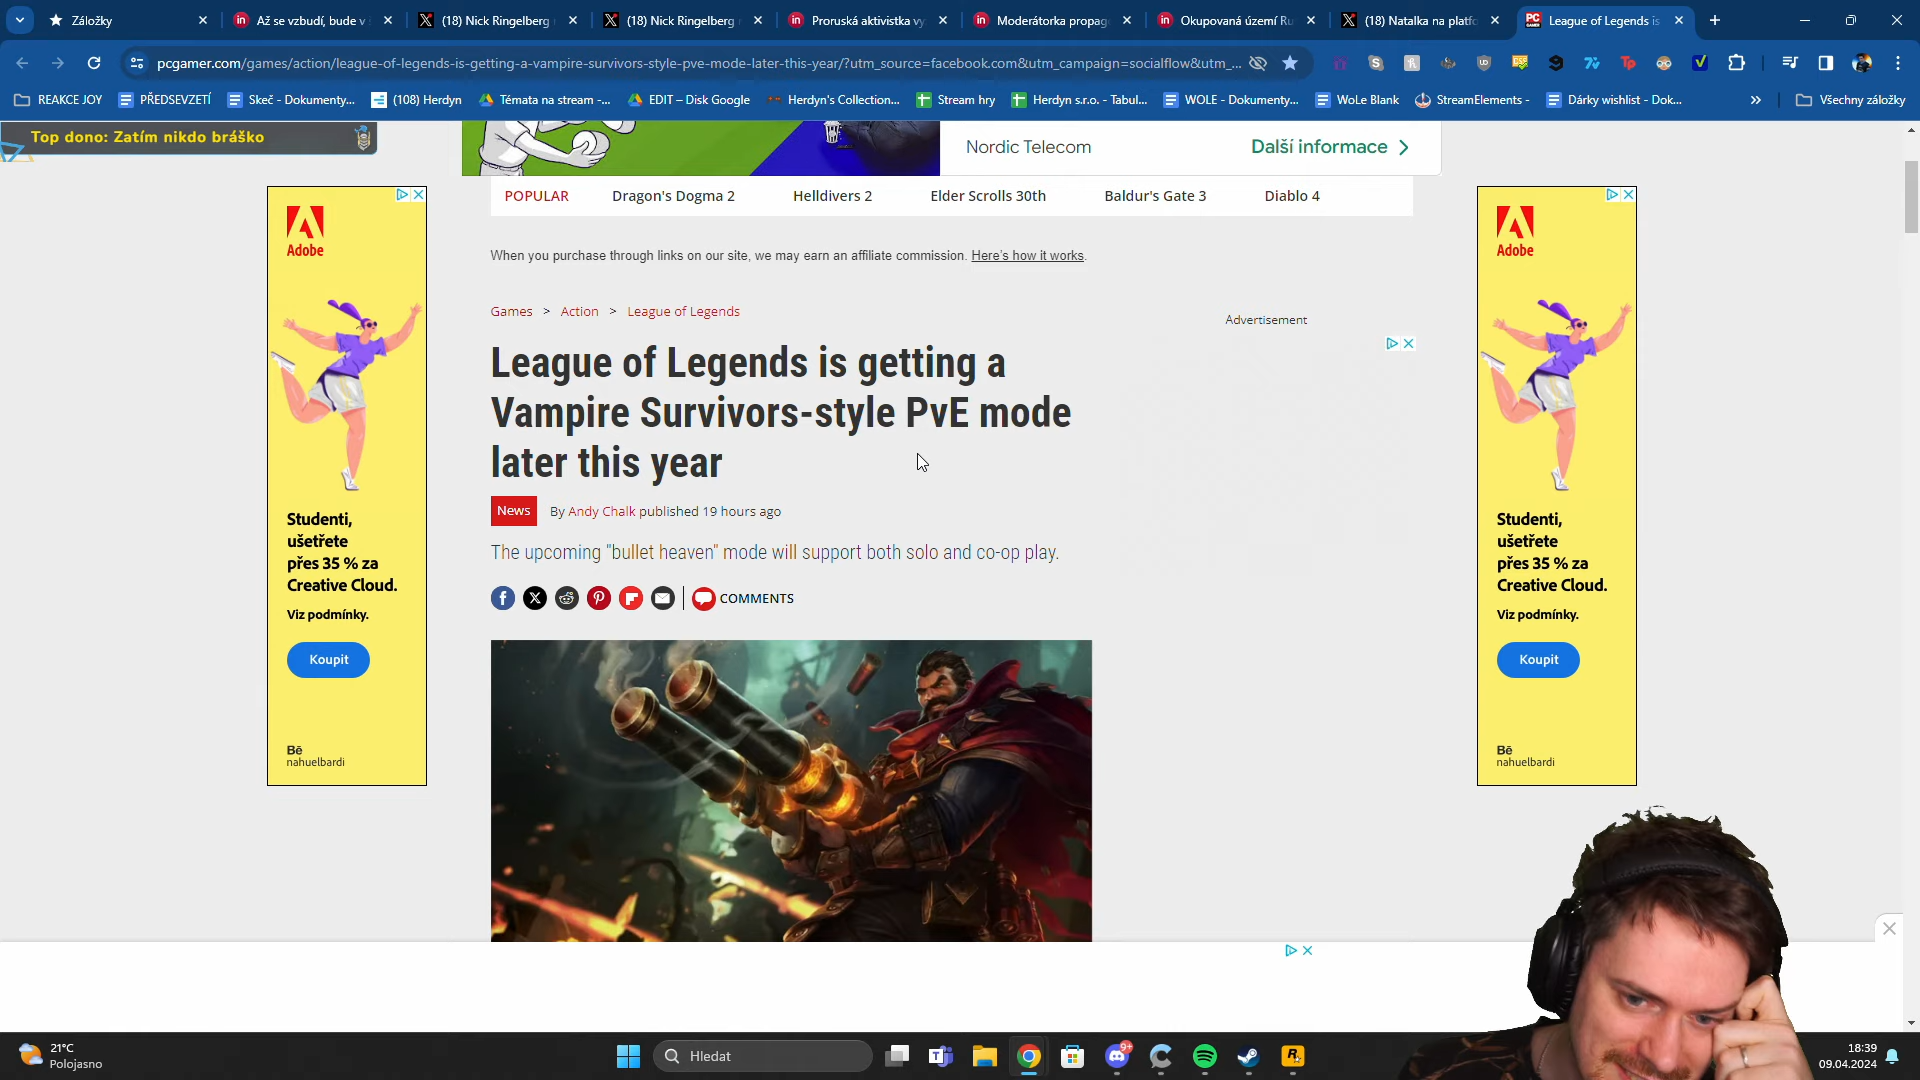 Záložky
Až se vzbudí, bude v
(18) Nick Ringelberg
(18) Nick Ringelberg
Proruská aktivistka vy
Moderátorka propag
Okupovaná území Ru
(18) Natalka na platfo
League of Legends is
pcgamer.com/games/action/league-of-legends-is-getting-a-vampire-survivors-style-pve-mode-later-this-year/?utm_source=facebook.com&utm_campaign=socialflow&utm_...
REAKCE JOY
PŘEDSEVZETÍ
Skeč - Dokumenty...
(108) Herdyn
Témata na stream -...
EDIT – Disk Google
Herdyn's Collection...
Stream hry
Herdyn s.r.o. - Tabul...
WOLE - Dokumenty...
WoLe Blank
StreamElements -
Dárky wishlist - Dok...
Všechny záložky
Top dono: Zatím nikdo bráško
Nordic Telecom
Další informace
POPULAR
Dragon's Dogma 2
Helldivers 2
Elder Scrolls 30th
Baldur's Gate 3
Diablo 4
When you purchase through links on our site, we may earn an affiliate commission. Here's how it works.
Games > Action > League of Legends
Advertisement
League of Legends is getting a
Vampire Survivors-style PvE mode
later this year
News
By Andy Chalk published 19 hours ago
The upcoming "bullet heaven" mode will support both solo and co-op play.
COMMENTS
Adobe
Studenti,
ušetřete
přes 35 % za
Creative Cloud.
Viz podmínky.
Koupit
Bē
nahuelbardi
Adobe
Studenti,
ušetřete
přes 35 % za
Creative Cloud.
Viz podmínky.
Koupit
Bē
nahuelbardi
21°C
Polojasno
Hledat
9+
18:39
09.04.2024